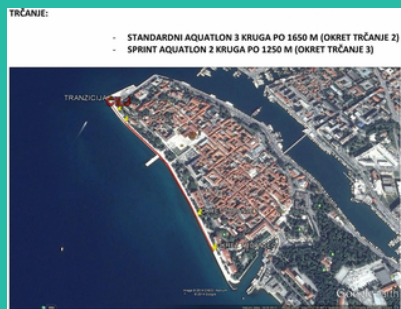 TRČANJE:
- STANDARDNI AQUATLON 3 KRUGA PO 1650 M (OKRET TRČANJE 2)
- SPRINT AQUATLON 2 KRUGA PO 1250 M (OKRET TRČANJE 3)
TRANZICIJA
Google earth